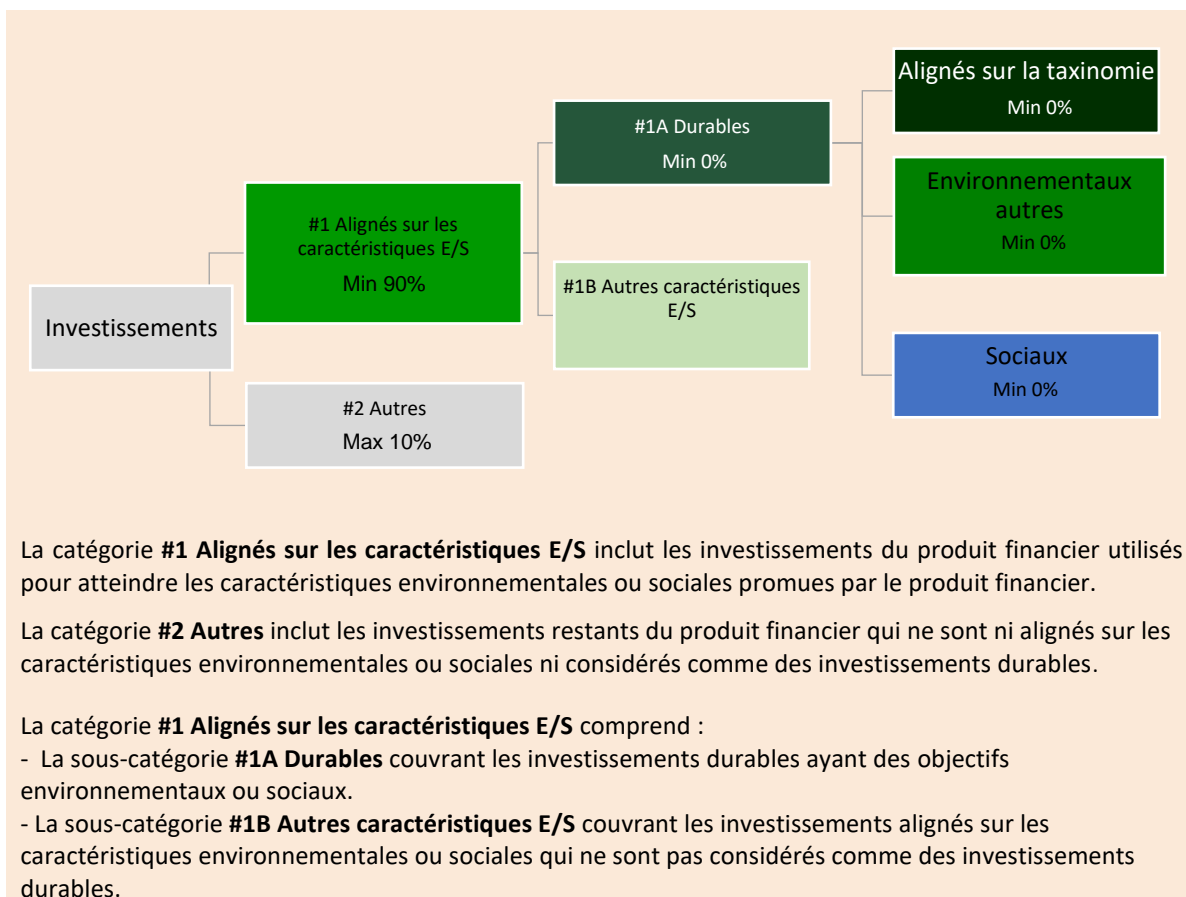 Investissements
#1 Alignés sur les
caractéristiques E/S
Min 90%
#2 Autres
Max 10%
#1A Durables
Min 0%
#1B Autres caractéristiques
E/S
Alignés sur la taxinomie
Min 0%
Environnementaux
autres
Min 0%
Sociaux
Min 0%
La catégorie #1 Alignés sur les caractéristiques E/S inclut les investissements du produit financier utilisés
pour atteindre les caractéristiques environnementales ou sociales promues par le produit financier.
La catégorie #2 Autres inclut les investissements restants du produit financier qui ne sont ni alignés sur les
caractéristiques environnementales ou sociales ni considérés comme des investissements durables.
La catégorie #1 Alignés sur les caractéristiques E/S comprend :
- La sous-catégorie #1A Durables couvrant les investissements durables ayant des objectifs
environnementaux ou sociaux.
- La sous-catégorie #1B Autres caractéristiques E/S couvrant les investissements alignés sur les
caractéristiques environnementales ou sociales qui ne sont pas considérés comme des investissements
durables.